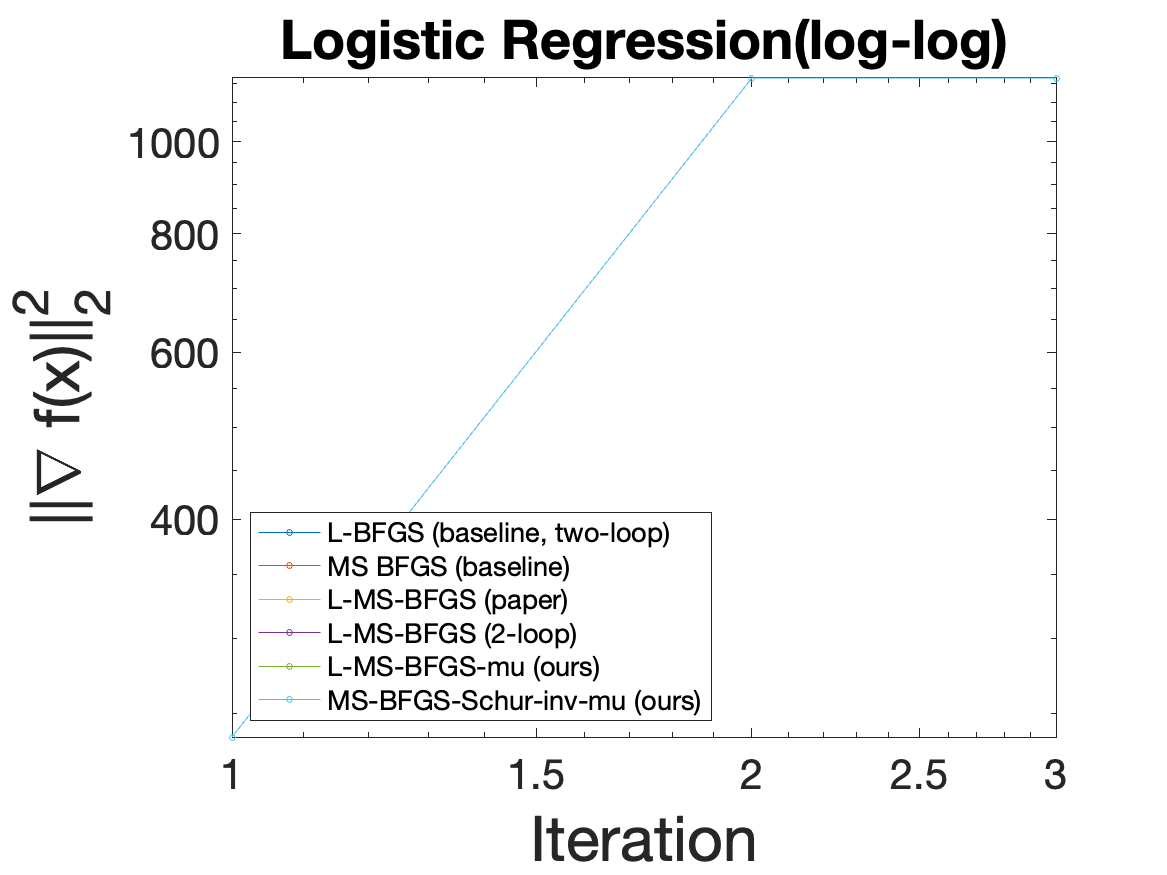 Logistic Regression(log-log)
1000
800
600
400
||∇ f(x)||₂²
L-BFGS (baseline, two-loop)
MS BFGS (baseline)
L-MS-BFGS (paper)
L-MS-BFGS (2-loop)
L-MS-BFGS-mu (ours)
MS-BFGS-Schur-inv-mu (ours)
1 1.5 2 2.5 3
Iteration